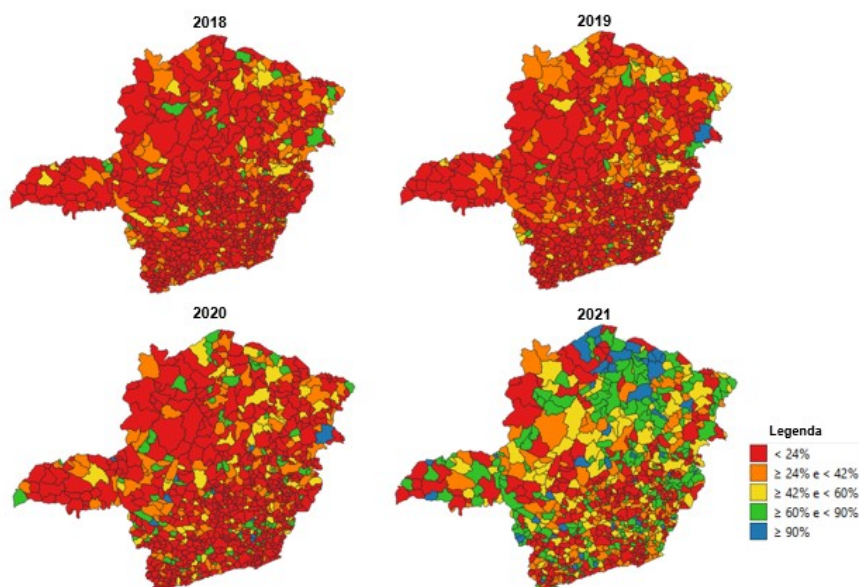 2018
2019
2020
2021
Legenda
< 24%
≥ 24% e < 42%
≥ 42% e < 60%
≥ 60% e < 90%
≥ 90%